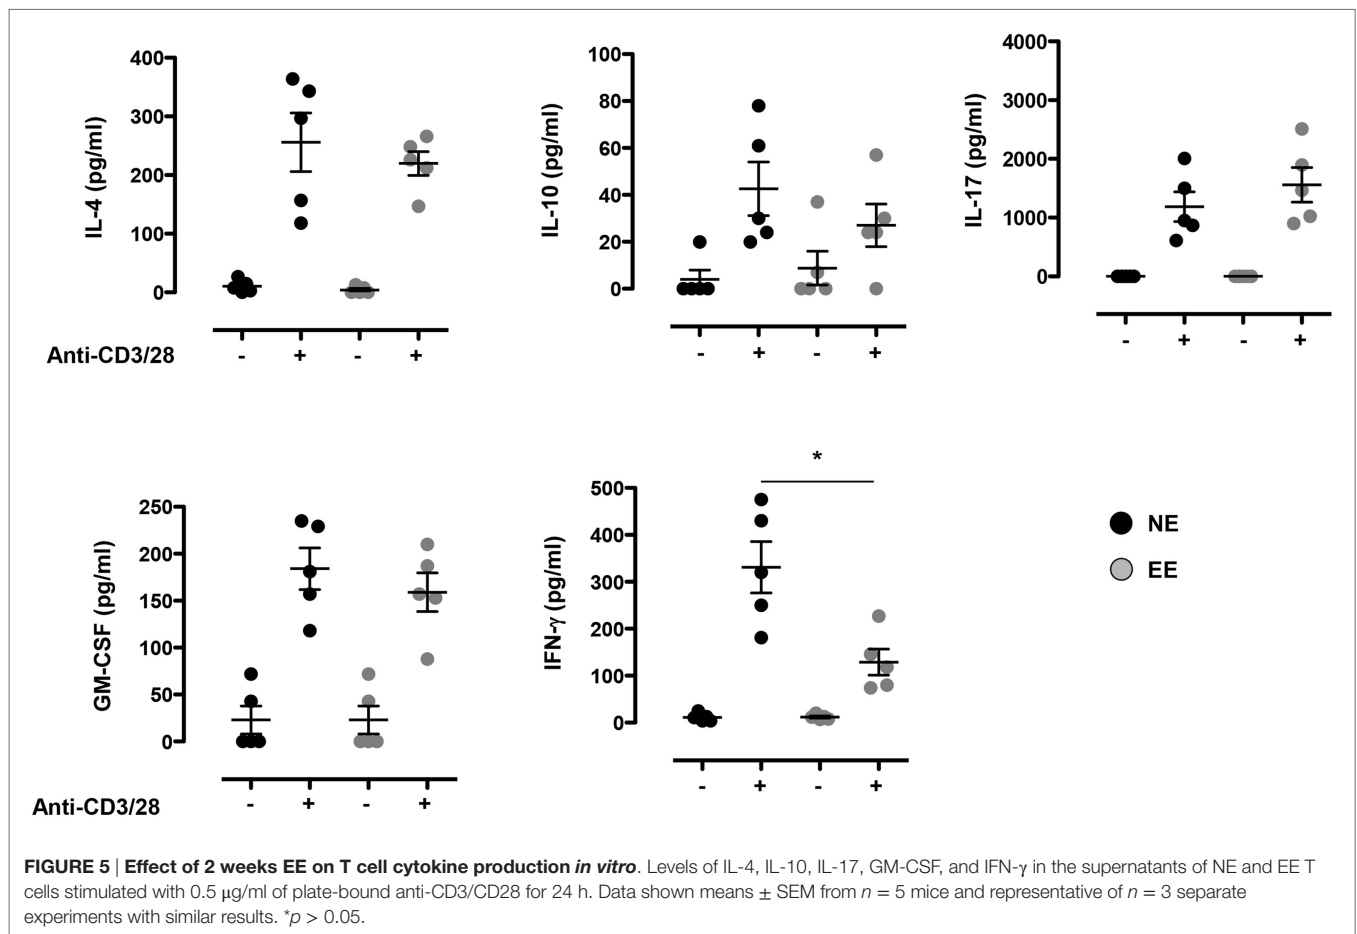 400
300
200
100
0
IL-4 (pg/ml)
Anti-CD3/28
- + - +
100
80
60
40
20
0
IL-10 (pg/ml)
- + - +
4000
3000
2000
1000
0
IL-17 (pg/ml)
- + - +
250
200
150
100
50
0
GM-CSF (pg/ml)
Anti-CD3/28
- + - +
*
500
400
300
200
100
0
IFN-γ (pg/ml)
- + - +
NE
EE
FIGURE 5 | Effect of 2 weeks EE on T cell cytokine production in vitro. Levels of IL-4, IL-10, IL-17, GM-CSF, and IFN-γ in the supernatants of NE and EE T
cells stimulated with 0.5 μg/ml of plate-bound anti-CD3/CD28 for 24 h. Data shown means ± SEM from n = 5 mice and representative of n = 3 separate
experiments with similar results. *p > 0.05.